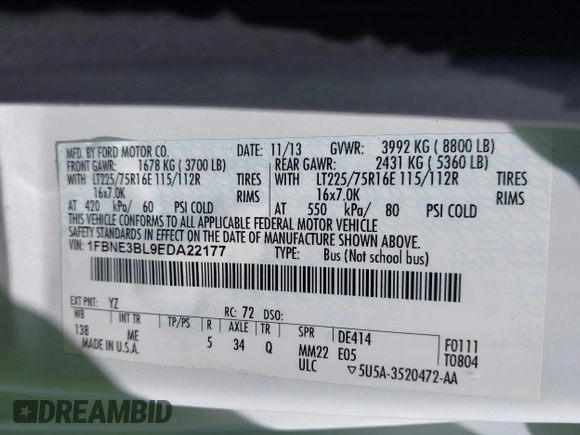 MFD. BY FORD MOTOR CO. DATE: 11/13 GVWR: 3992 KG ( 8800 LB)
FRONT GAWR: 1678 KG ( 3700 LB) REAR GAWR: 2431 KG ( 5360 LB)
WITH LT225/75R16E 115/112R TIRES WITH LT225/75R16E 115/112R TIRES
16x7.0K RIMS 16x7.0K RIMS
AT 420 kPa/ 60 PSI COLD AT 550 kPa/ 80 PSI COLD
THIS VEHICLE CONFORMS TO ALL APPLICABLE FEDERAL MOTOR VEHICLE
SAFETY STANDARDS IN EFFECT ON THE DATE OF MANUFACTURE SHOWN ABOVE.
VIN: 1FBNE3BL9EDA22177 TYPE: Bus (Not school bus)
EXT PNT: YZ RC: 72 DSO:
WB INT TR TP/PS R AXLE TR SPR DE414 F0111
138 ME 5 34 Q MM22 E05 T0804
MADE IN U.S.A. ULC ▽5U5A-3520472-AA
DREAMBID